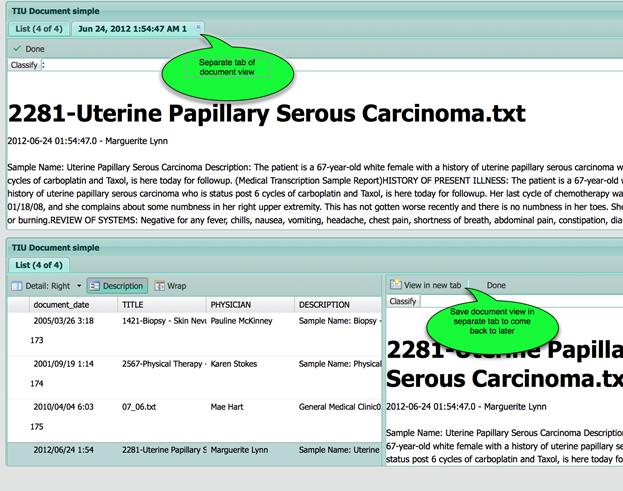 TIU Document simple
List (4 of 4) Jun 24, 2012 1:54:47 AM 1
Done
Separate tab of
document view
Classify :
2281-Uterine Papillary Serous Carcinoma.txt
2012-06-24 01:54:47.0 - Marguerite Lynn
Sample Name: Uterine Papillary Serous Carcinoma Description: The patient is a 67-year-old white female with a history of uterine papillary serous carcinoma w
cycles of carboplatin and Taxol, is here today for followup. (Medical Transcription Sample Report)HISTORY OF PRESENT ILLNESS: The patient is a 67-year-old
history of uterine papillary serous carcinoma who is status post 6 cycles of carboplatin and Taxol, is here today for followup. Her last cycle of chemotherapy wa
01/18/08, and she complains about some numbness in her right upper extremity. This has not gotten worse recently and there is no numbness in her toes. She
or burning.REVIEW OF SYSTEMS: Negative for any fever, chills, nausea, vomiting, headache, chest pain, shortness of breath, abdominal pain, constipation, dia
TIU Document simple
List (4 of 4)
Detail: Right Description Wrap
View in new tab Done
Classify
Save document view in
separate tab to come
back to later
document_date TITLE PHYSICIAN DESCRIPTION
2005/03/26 3:18 1421-Biopsy - Skin Nevu Pauline McKinney Sample Name: Biopsy -
173
2001/09/19 1:14 2567-Physical Therapy - Karen Stokes Sample Name: Physical
174
2010/04/04 6:03 07_06.txt Mae Hart General Medical Clinic0
175
2012/06/24 1:54 2281-Uterine Papillary S Marguerite Lynn Sample Name: Uterine
2281-Uterine Papilla
Serous Carcinoma.tx
2012-06-24 01:54:47.0 - Marguerite Lynn
Sample Name: Uterine Papillary Serous Carcinoma
67-year-old white female with a history of uterine papillary se
status post 6 cycles of carboplatin and Taxol, is here today fo